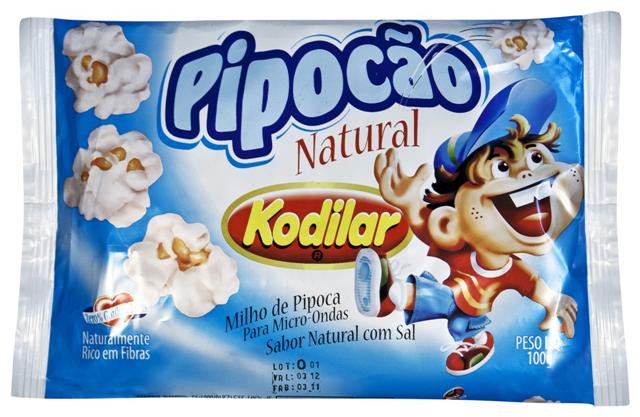 Pipocão
Natural
Kodilar
®
Milho de Pipoca
Para Micro-Ondas
Sabor Natural com Sal
Naturalmente
Rico em Fibras
PESO
100g
LOT: 0 01
VAL: 03 12
FAB: 03 11